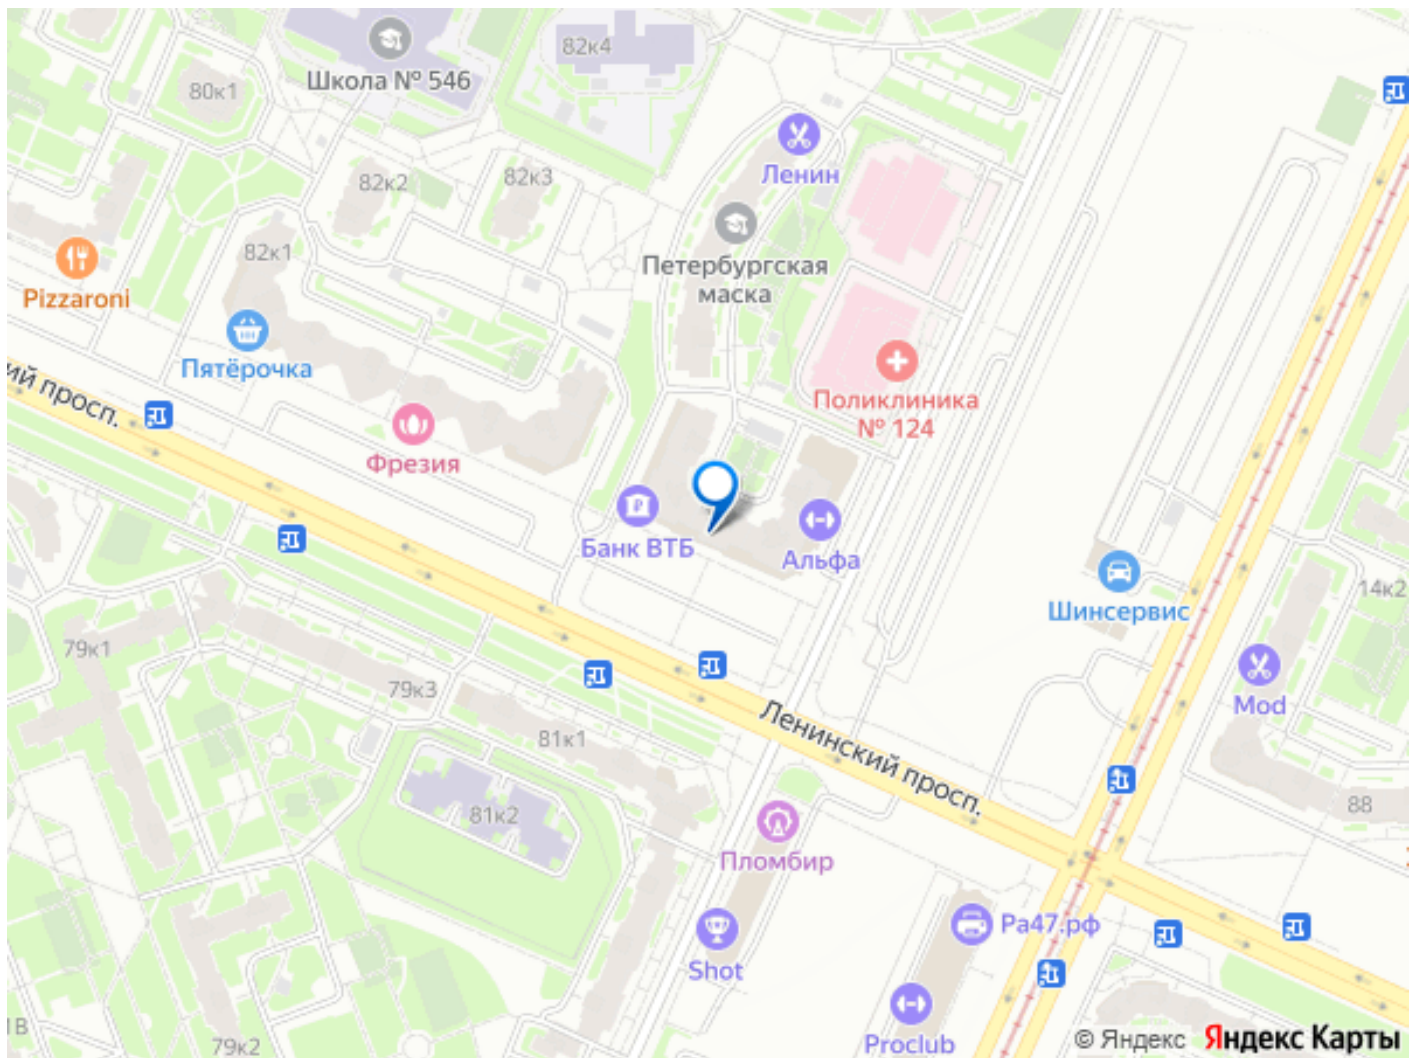 82к4
Школа № 546
80к1
Ленин
82к2
82к3
82к1
Петербургская
маска
Pizzaroni
Пятёрочка
ий просп.
Поликлиника
№ 124
Фрезия
Банк ВТБ
Альфа
Шинсервис
14к2
79к1
79к3
Mod
81к1
Ленинский просп.
81к2
88
Пломбир
Ра47.рф
Shot
1В
79к2
Proclub
© Яндекс Яндекс Карты